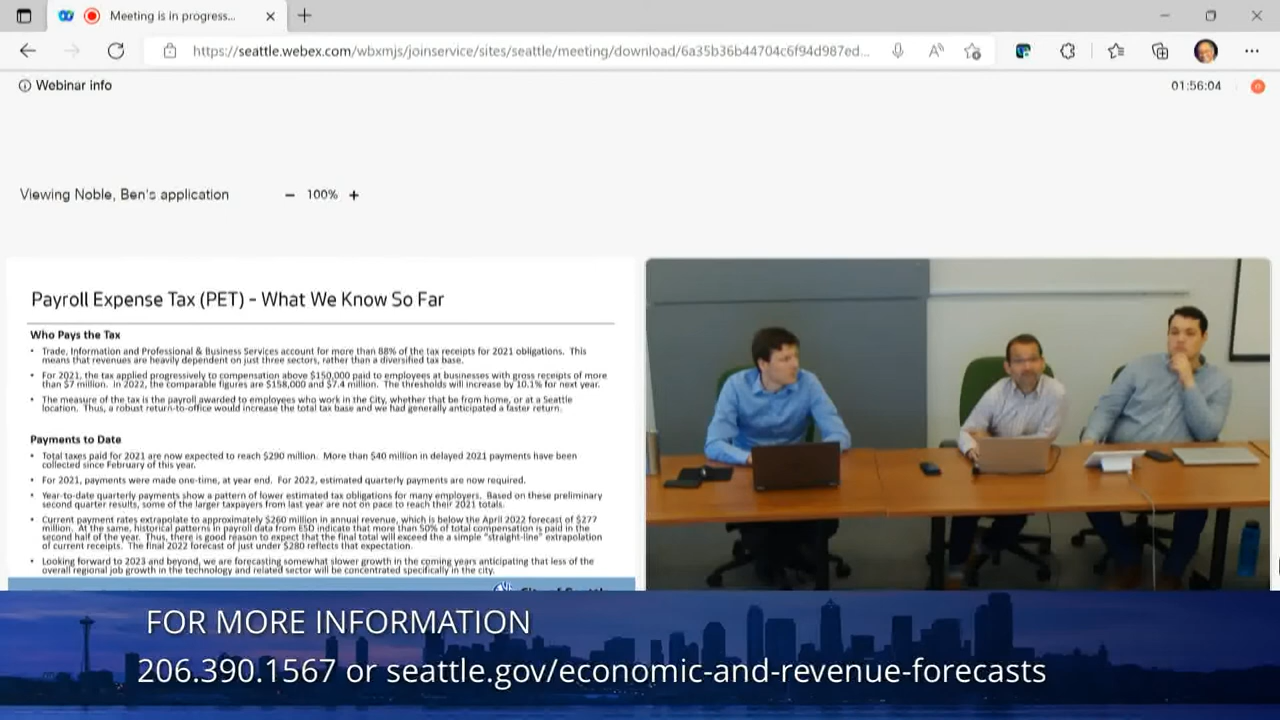 Meeting is in progress...
https://seattle.webex.com/wbxmjs/joinservice/sites/seattle/meeting/download/6a35b36b44704c6f94d987ed...
Webinar info
01:56:04
Viewing Noble, Ben's application
100%
Payroll Expense Tax (PET) - What We Know So Far
Who Pays the Tax
• Trade, Information and Professional & Business Services account for more than 88% of the tax receipts for 2021 obligations. This
means that revenues are heavily dependent on just three sectors, rather than a diversified tax base.
• For 2021, the tax applied progressively to compensation above $150,000 paid to employees at businesses with gross receipts of more
than $7 million. In 2022, the comparable figures are $158,000 and $7.4 million. The thresholds will increase by 10.1% for next year.
• The measure of the tax is the payroll awarded to employees who work in the City, whether that be from home, or at a Seattle
location. Thus, a robust return-to-office would increase the total tax base and we had generally anticipated a faster return.
Payments to Date
• Total taxes paid for 2021 are now expected to reach $290 million. More than $40 million in delayed 2021 payments have been
collected since February of this year.
• For 2021, payments were made one-time, at year end. For 2022, estimated quarterly payments are now required.
• Year-to-date quarterly payments show a pattern of lower estimated tax obligations for many employers. Based on these preliminary
second quarter results, some of the larger taxpayers from last year are not on pace to reach their 2021 totals.
• Current payment rates extrapolate to approximately $260 million in annual revenue, which is below the April 2022 forecast of $277
million. At the same, historical patterns in payroll data from ESD indicate that more than 50% of total compensation is paid in the
second half of the year. Thus, there is good reason to expect that the final total will exceed the a simple "straight-line" extrapolation
of current receipts. The final 2022 forecast of just under $280 reflects that expectation.
• Looking forward to 2023 and beyond, we are forecasting somewhat slower growth in the coming years anticipating that less of the
overall regional job growth in the technology and related sector will be concentrated specifically in the city.
FOR MORE INFORMATION
206.390.1567 or seattle.gov/economic-and-revenue-forecasts